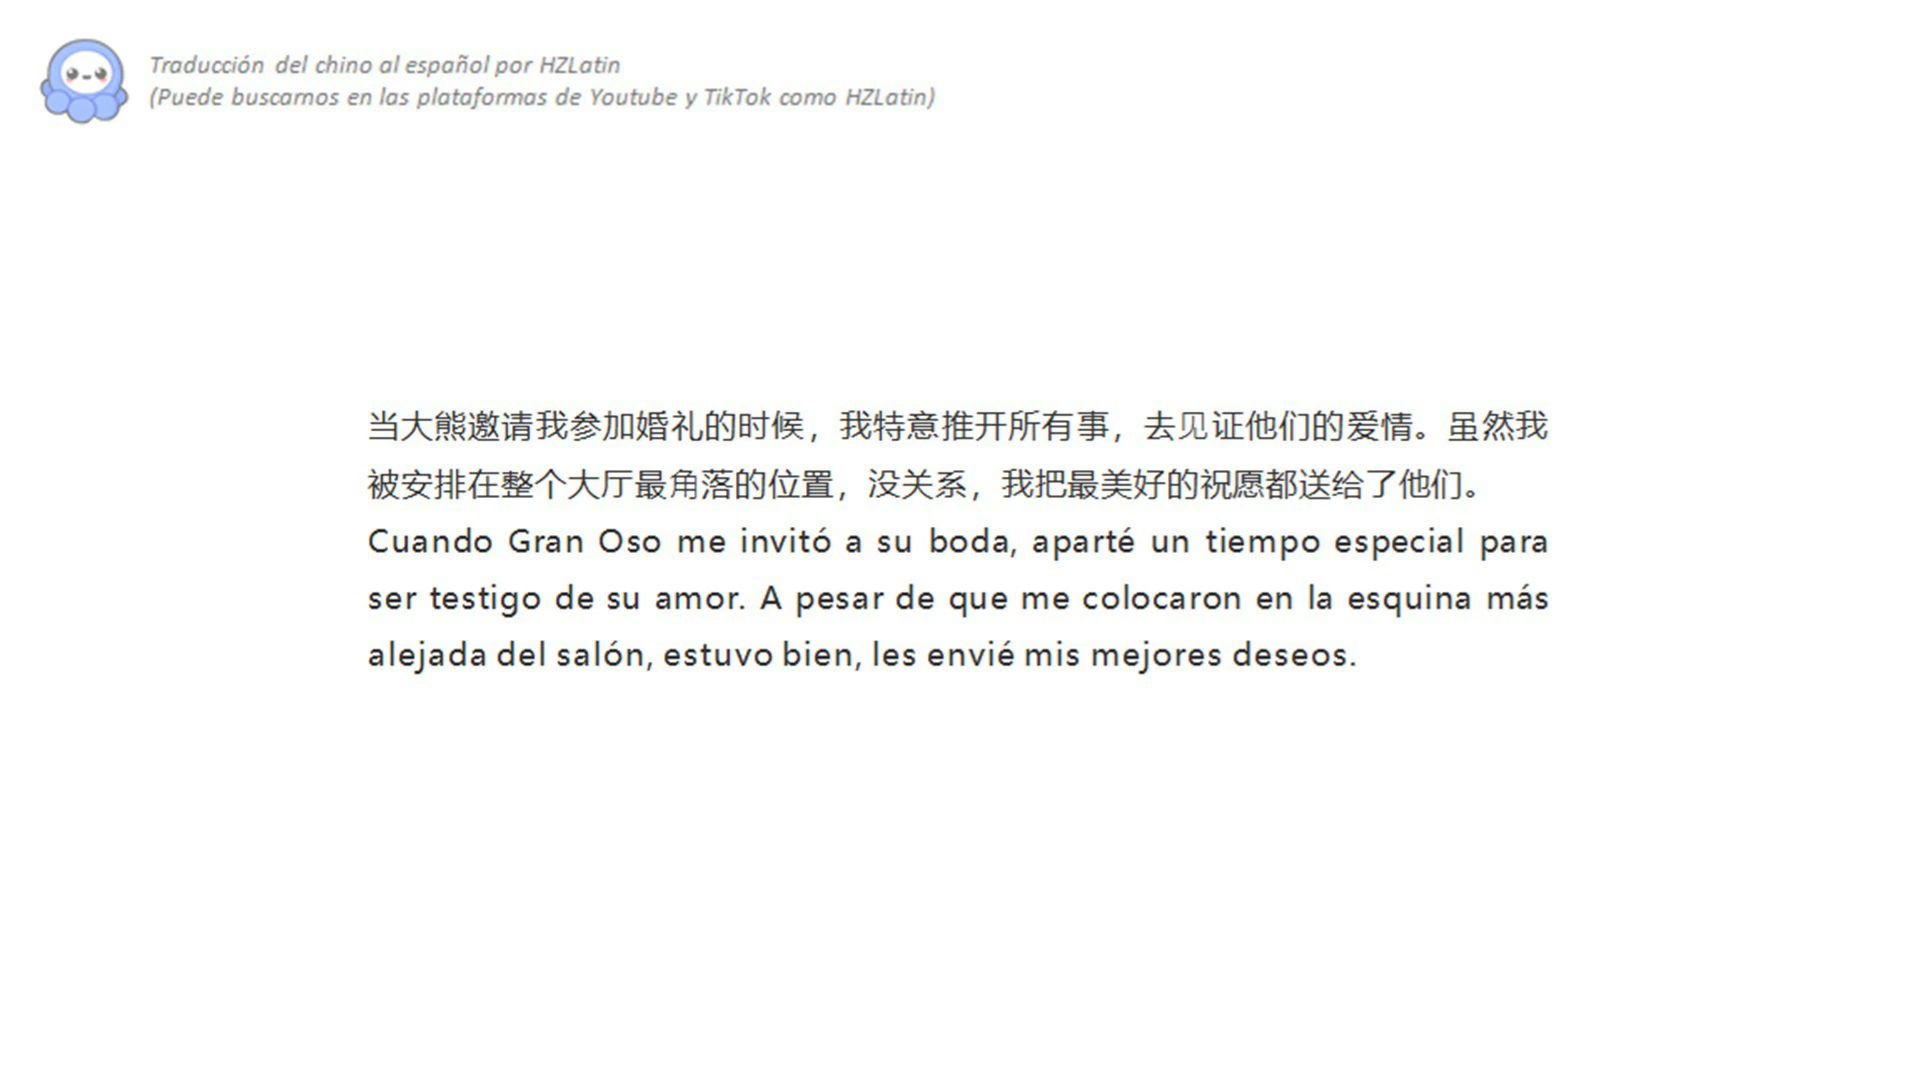 Traducción del chino al español por HZLatin
(Puede buscarnos en las plataformas de Youtube y TikTok como HZLatin)
当大熊邀请我参加婚礼的时候，我特意推开所有事，去见证他们的爱情。虽然我
被安排在整个大厅最角落的位置，没关系，我把最美好的祝愿都送给了他们。
Cuando Gran Oso me invitó a su boda, aparté un tiempo especial para
ser testigo de su amor. A pesar de que me colocaron en la esquina más
alejada del salón, estuvo bien, les envié mis mejores deseos.